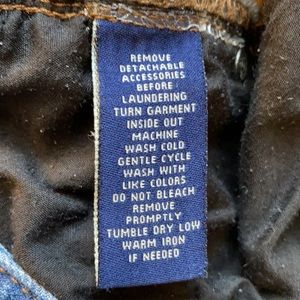 REMOVE
DETACHABLE
ACCESSORIES
BEFORE
LAUNDERING
TURN GARMENT
INSIDE OUT
MACHINE
WASH COLD
GENTLE CYCLE
WASH WITH
LIKE COLORS
DO NOT BLEACH
REMOVE
PROMPTLY
TUMBLE DRY LOW
WARM IRON
IF NEEDED